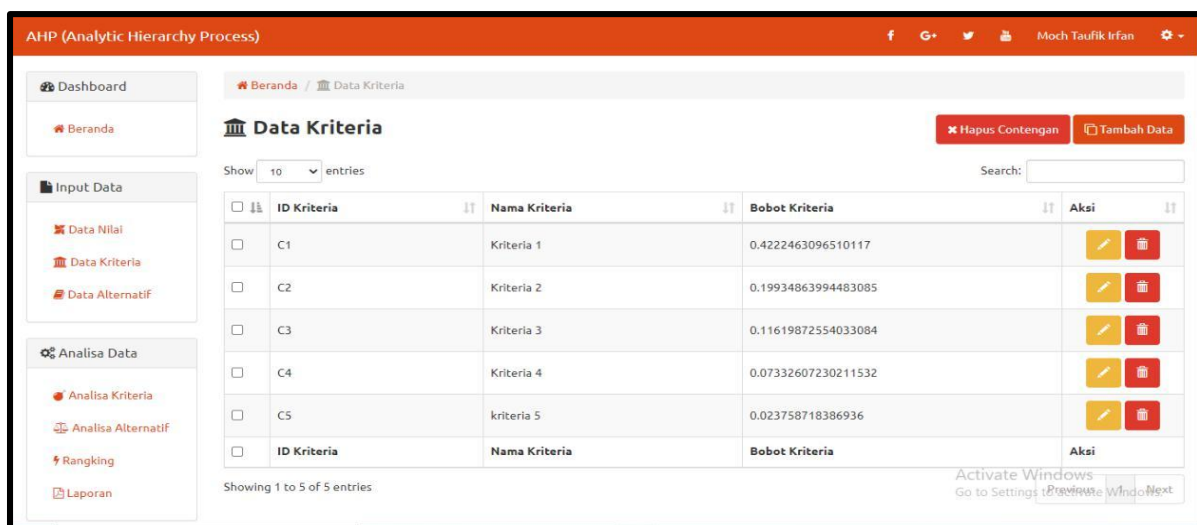 AHP (Analytic Hierarchy Process)
Moch Taufik Irfan
Dashboard
Beranda
Input Data
Data Nilai
Data Kriteria
Data Alternatif
Analisa Data
Analisa Kriteria
Analisa Alternatif
Rangking
Laporan
Beranda / Data Kriteria
Data Kriteria
Hapus Contengan
Tambah Data
Show 10 entries
Search:
ID Kriteria Nama Kriteria Bobot Kriteria Aksi
C1 Kriteria 1 0.4222463096510117
C2 Kriteria 2 0.19934863994483085
C3 Kriteria 3 0.11619872554033084
C4 Kriteria 4 0.07332607230211532
C5 kriteria 5 0.023758718386936
ID Kriteria Nama Kriteria Bobot Kriteria Aksi
Showing 1 to 5 of 5 entries
Previous 1 Next
Activate Windows
Go to Settings to activate Windows.